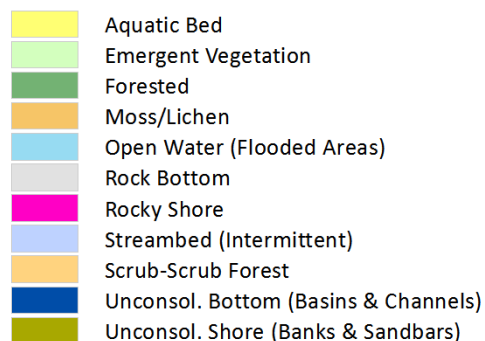 Aquatic Bed
Emergent Vegetation
Forested
Moss/Lichen
Open Water (Flooded Areas)
Rock Bottom
Rocky Shore
Streambed (Intermittent)
Scrub-Scrub Forest
Unconsol. Bottom (Basins & Channels)
Unconsol. Shore (Banks & Sandbars)